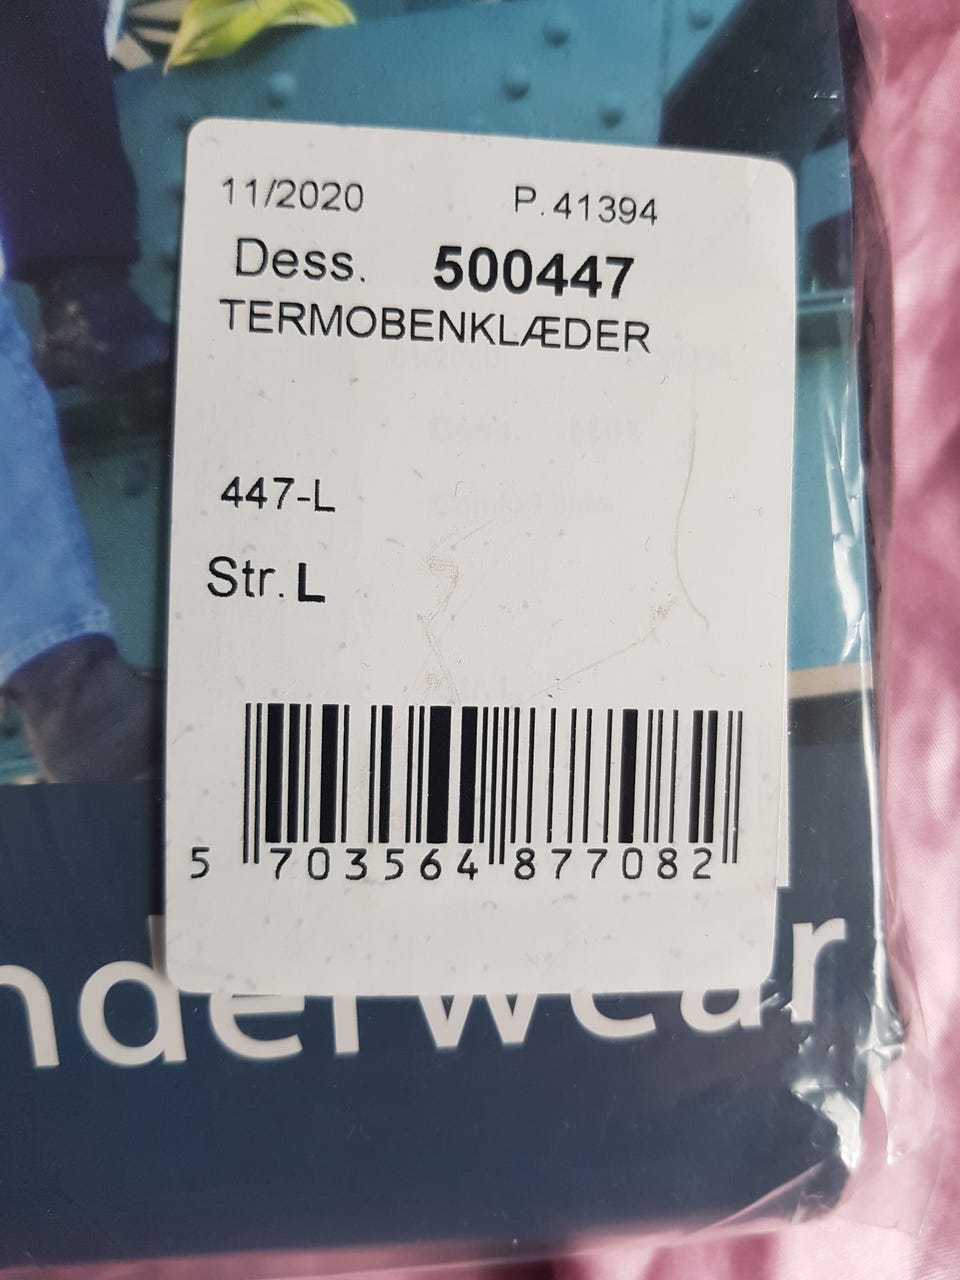 11/2020 P.41394
Dess. 500447
TERMOBENKLÆDER
447-L
Str. L
5 703564 877082
nderwear